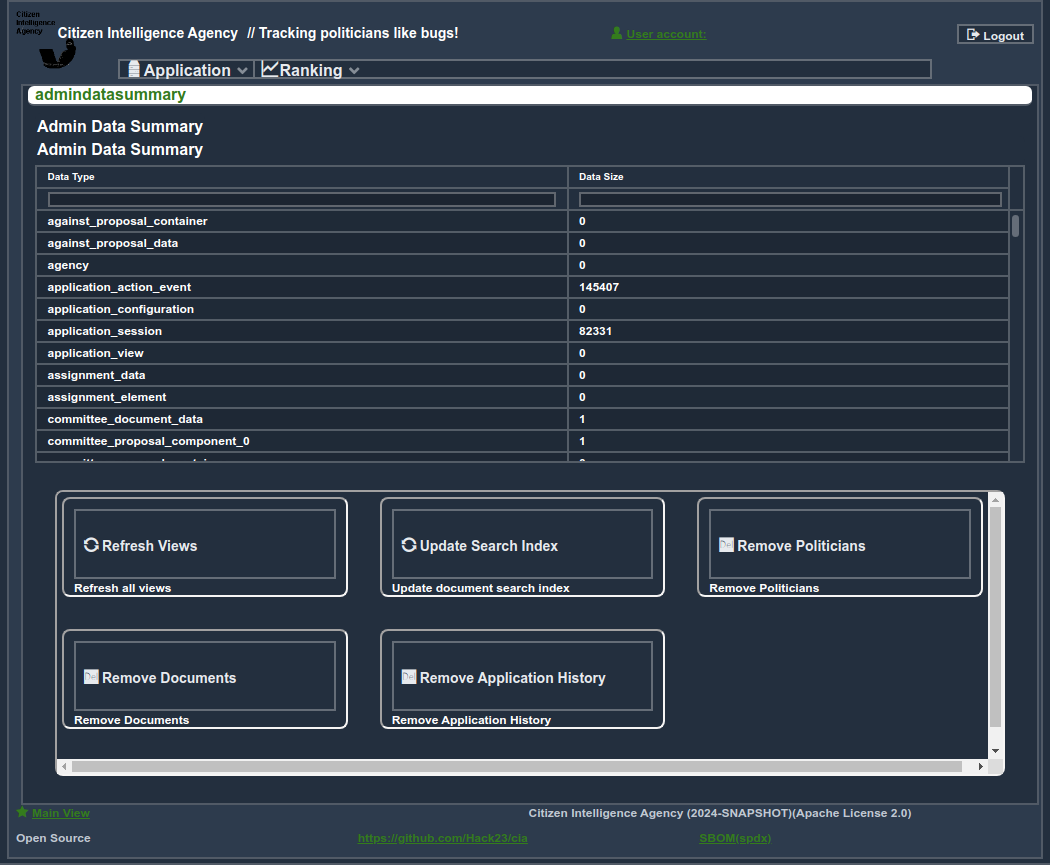 Citizen
Intelligence
Agency
Citizen Intelligence Agency // Tracking politicians like bugs!
User account:
Logout
Application
Ranking
admindatasummary
Admin Data Summary
Admin Data Summary
Data Type Data Size
against_proposal_container 0
against_proposal_data 0
agency 0
application_action_event 145407
application_configuration 0
application_session 82331
application_view 0
assignment_data 0
assignment_element 0
committee_document_data 1
committee_proposal_component_0 1
Refresh Views
Refresh all views
Update Search Index
Update document search index
Del Remove Politicians
Remove Politicians
Del Remove Documents
Remove Documents
Del Remove Application History
Remove Application History
Main View
Citizen Intelligence Agency (2024-SNAPSHOT)(Apache License 2.0)
Open Source
https://github.com/Hack23/cia
SBOM(spdx)